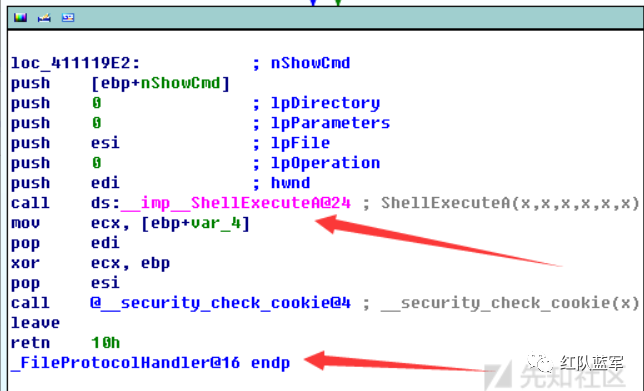 loc_411119E2: ; nShowCmd
push [ebp+nShowCmd]
push 0 ; lpDirectory
push 0 ; lpParameters
push esi ; lpFile
push 0 ; lpOperation
push edi ; hwnd
call ds:__imp__ShellExecuteA@24 ; ShellExecuteA(x,x,x,x,x,x)
mov ecx, [ebp+var_4]
pop edi
xor ecx, ebp
pop esi
call @__security_check_cookie@4 ; __security_check_cookie(x)
leave
retn 10h
_FileProtocolHandler@16 endp
红队蓝军
先知社区